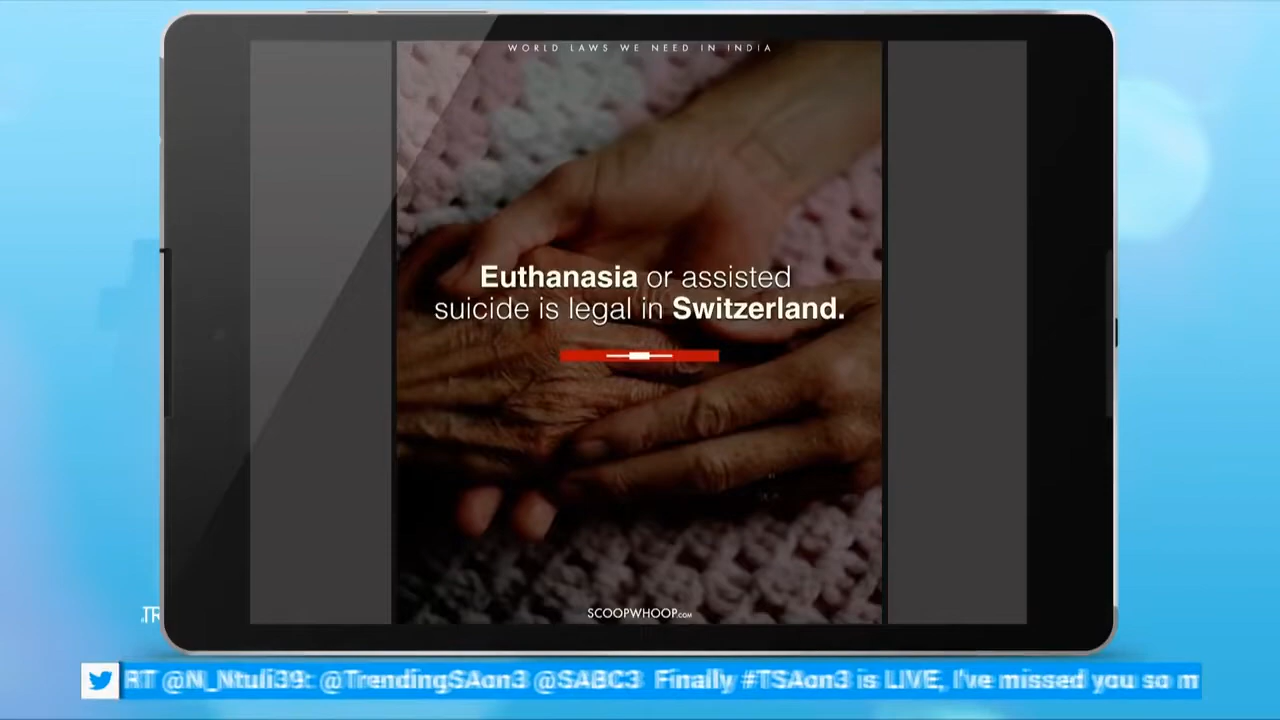 WORLD LAWS WE NEED IN INDIA
Euthanasia or assisted
suicide is legal in Switzerland.
SCOOPWHOOP.COM
.TR
RT @N_Ntuli39: @TrendingSAon3 @SABC3 Finally #TSAon3 is LIVE, I've missed you so m